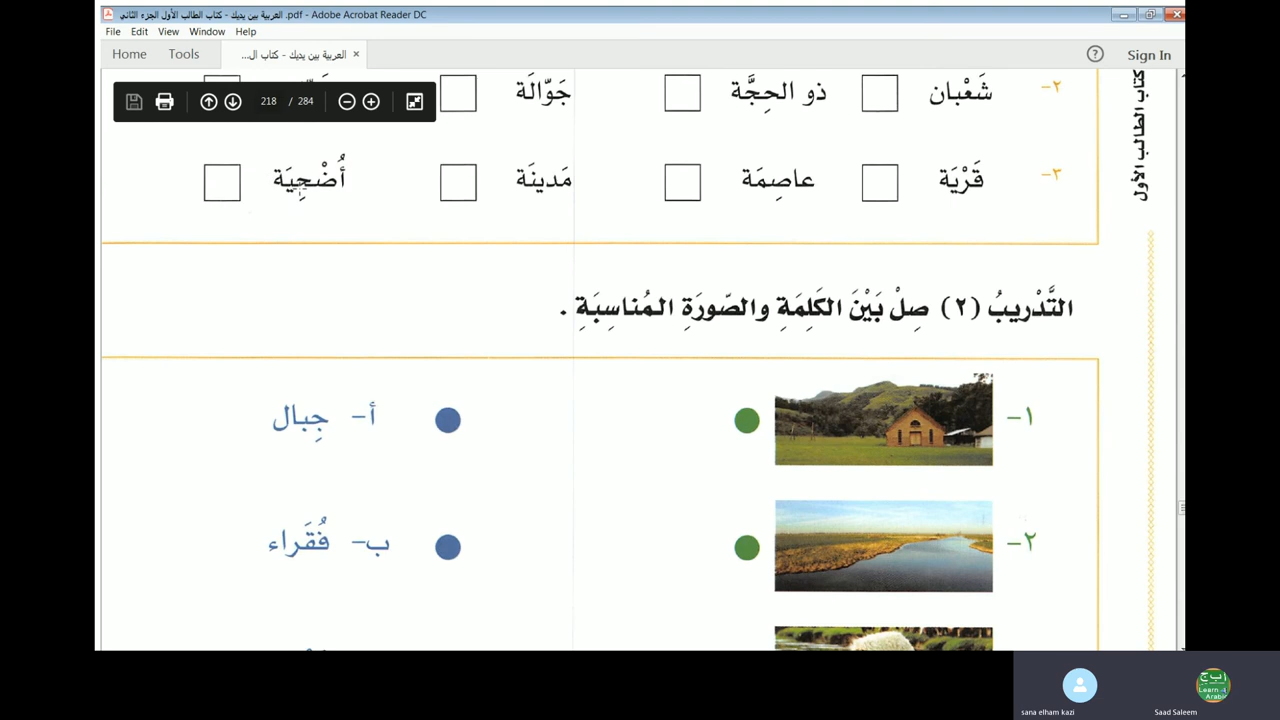 العربية بين يديك - كتاب الطالب الأول الجزء الثاني .pdf - Adobe Acrobat Reader DC
File Edit View Window Help
Home Tools العربية بين يديك - كتاب ال... × Sign In
218 / 284
٢- شَعْبان ذو الحِجَّة جَوّالَة
٣- قَرْيَة عاصِمَة مَدينَة أُضْحِيَة
كتاب الطالب الأول
التَّدْريبُ (٢) صِلْ بَيْنَ الكَلِمَةِ والصّورَةِ المُناسِبَةِ .
١- أ- جِبال
٢- ب- فُقَراء
sana elham kazi
أ ب ج Learn Arabic
Saad Saleem